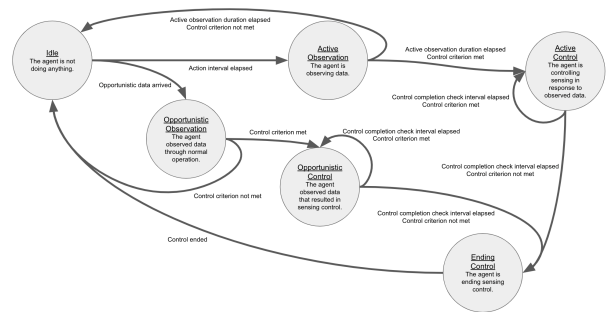 Active observation duration elapsed
Control criterion not met
Idle
The agent is not
doing anything.
Active
Observation
The agent is
observing data.
Active observation duration elapsed
Control criterion met
Active
Control
The agent is
controlling
sensing in
response to
observed data.
Action interval elapsed
Opportunistic data arrived
Control completion check interval elapsed
Control criterion met
Opportunistic
Observation
The agent
observed data
through normal
operation.
Control criterion met
Control completion check interval elapsed
Control criterion met
Opportunistic
Control
The agent
observed data
that resulted in
sensing control.
Control completion check interval elapsed
Control criterion not met
Control criterion not met
Control completion check interval elapsed
Control criterion not met
Control ended
Ending
Control
The agent is
ending sensing
control.